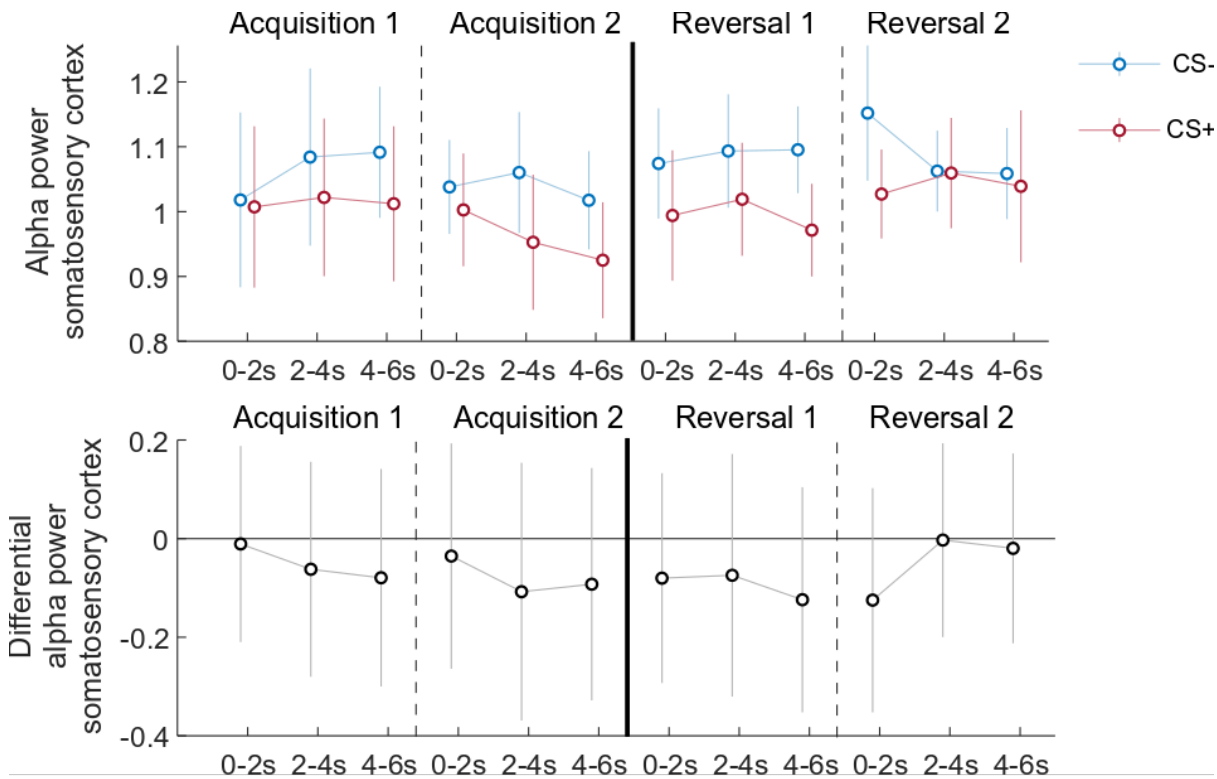 Acquisition 1 Acquisition 2 Reversal 1 Reversal 2
CS-
CS+
Alpha power
somatosensory cortex
1.2
1.1
1
0.9
0.8
0-2s 2-4s 4-6s 0-2s 2-4s 4-6s 0-2s 2-4s 4-6s 0-2s 2-4s 4-6s
Acquisition 1 Acquisition 2 Reversal 1 Reversal 2
Differential
alpha power
somatosensory cortex
0.2
0
-0.2
-0.4
0-2s 2-4s 4-6s 0-2s 2-4s 4-6s 0-2s 2-4s 4-6s 0-2s 2-4s 4-6s